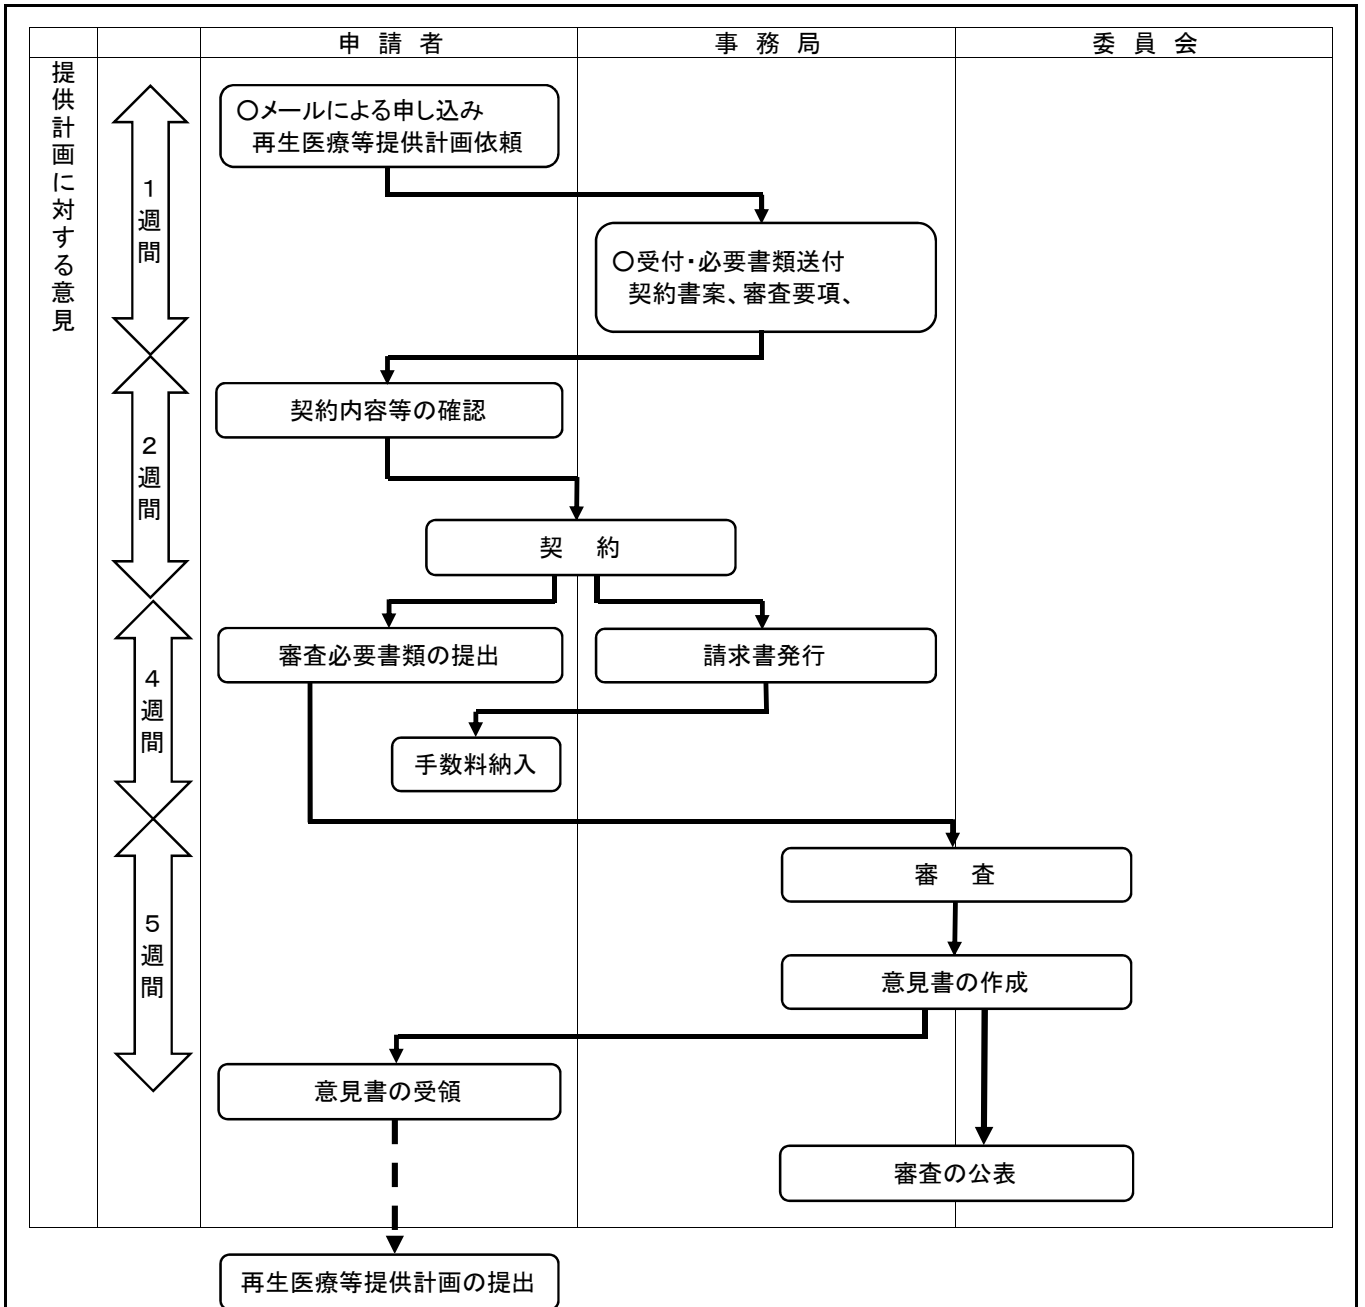 申 請 者
事 務 局
委 員 会
提供計画に対する意見
1週間
〇メールによる申し込み
再生医療等提供計画依頼
〇受付・必要書類送付
契約書案、審査要項、
2週間
契約内容等の確認
契 約
4週間
審査必要書類の提出
請求書発行
手数料納入
5週間
審 査
意見書の作成
意見書の受領
審査の公表
再生医療等提供計画の提出